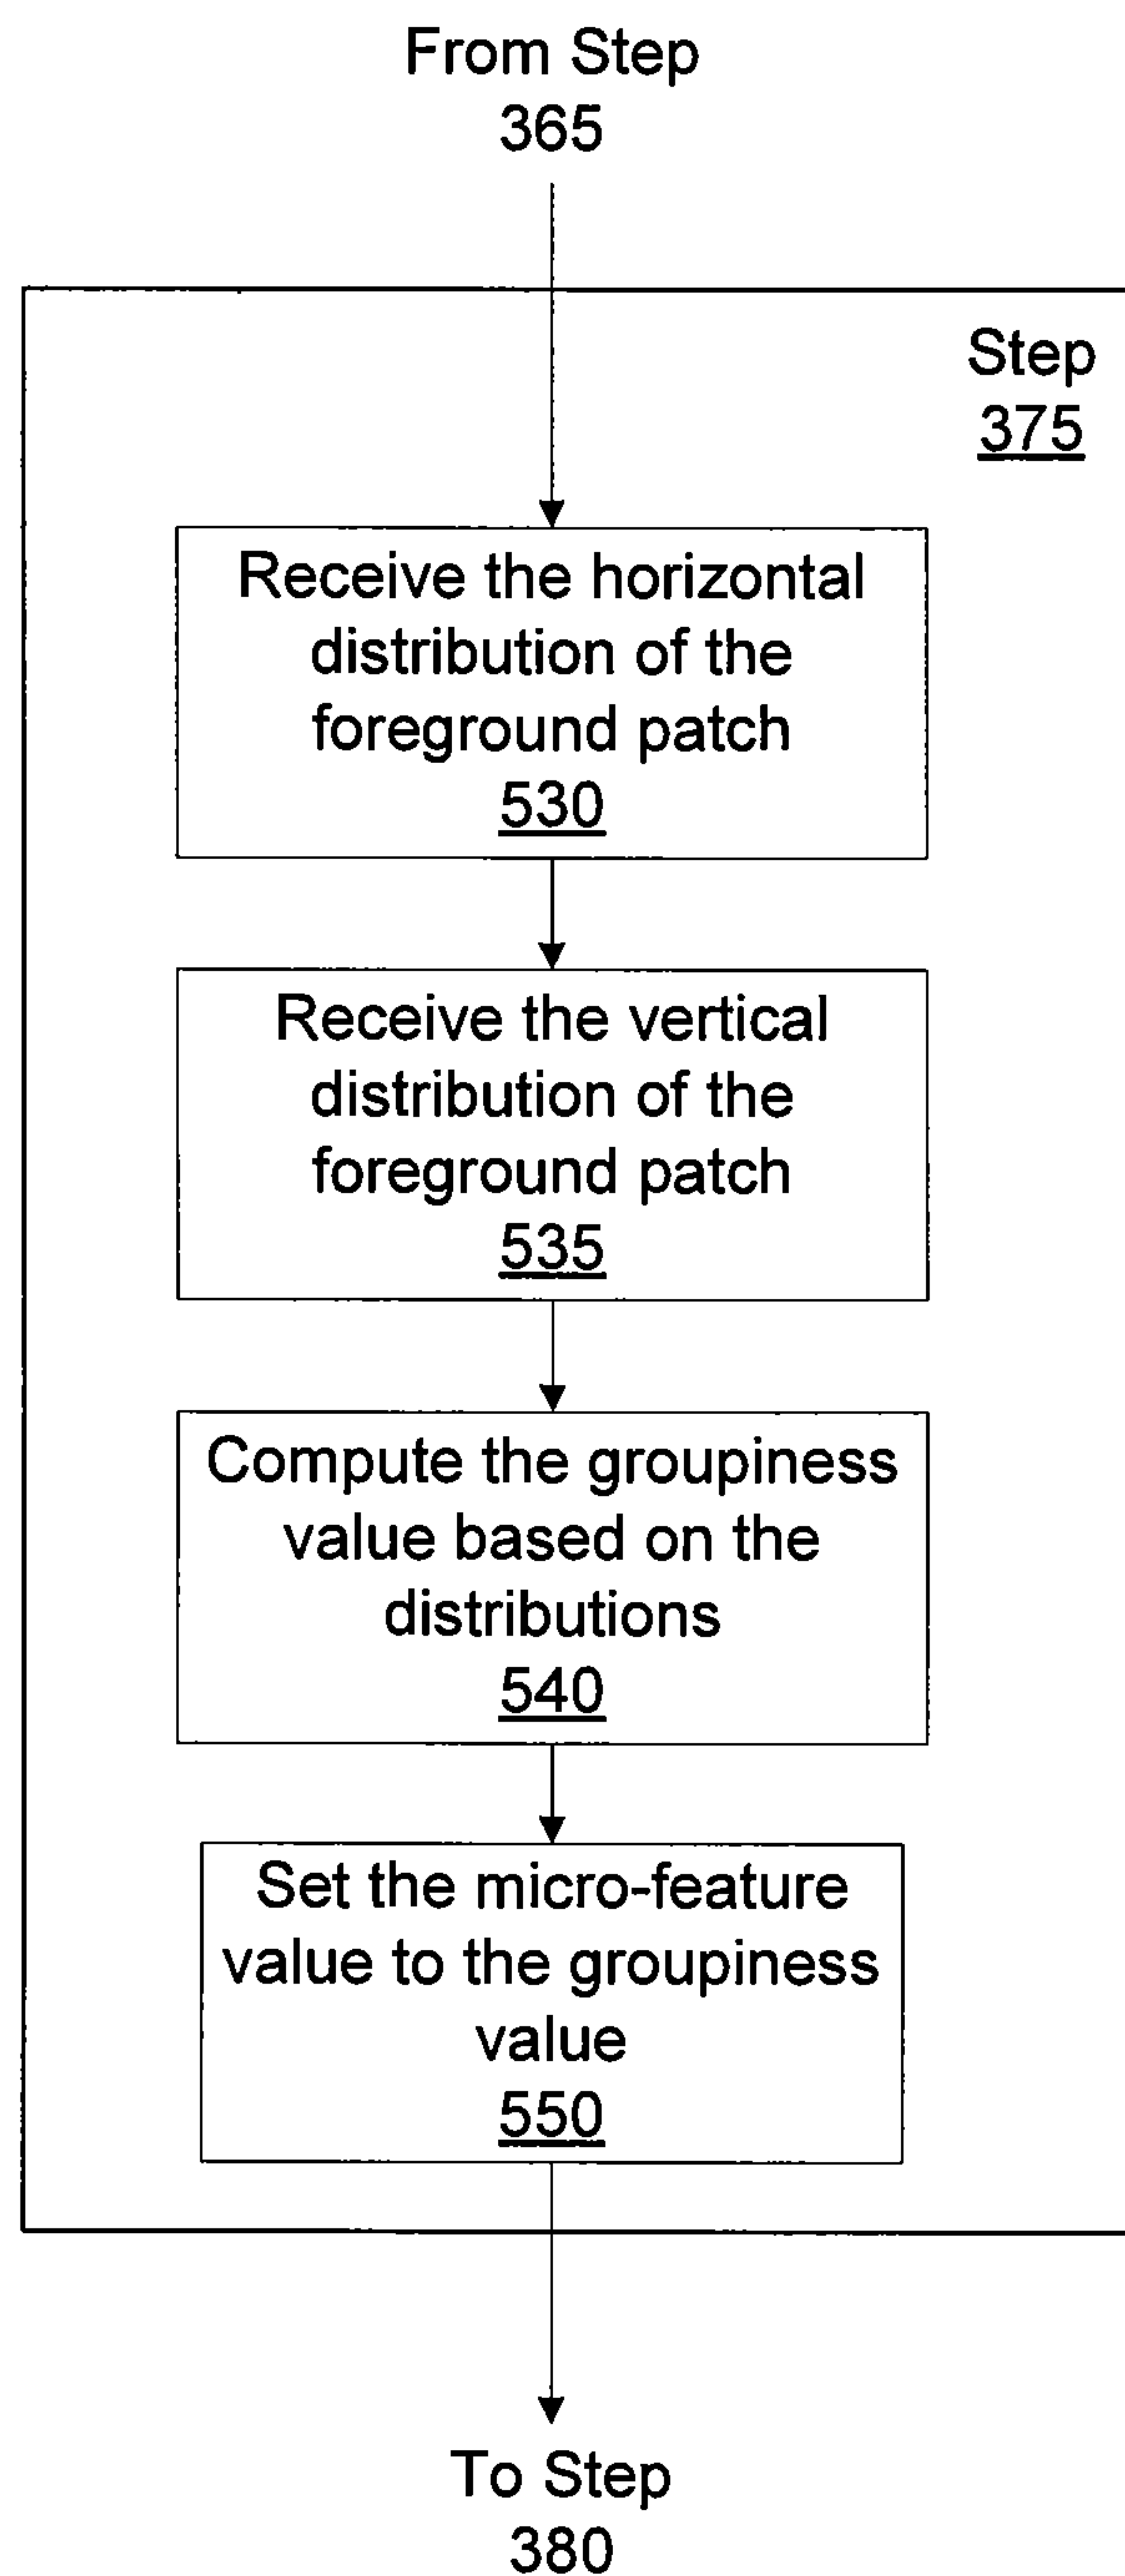 From Step
365
Step
375
Receive the horizontal
distribution of the
foreground patch
530
Receive the vertical
distribution of the
foreground patch
535
Compute the groupiness
value based on the
distributions
540
Set the micro-feature
value to the groupiness
value
550
To Step
380